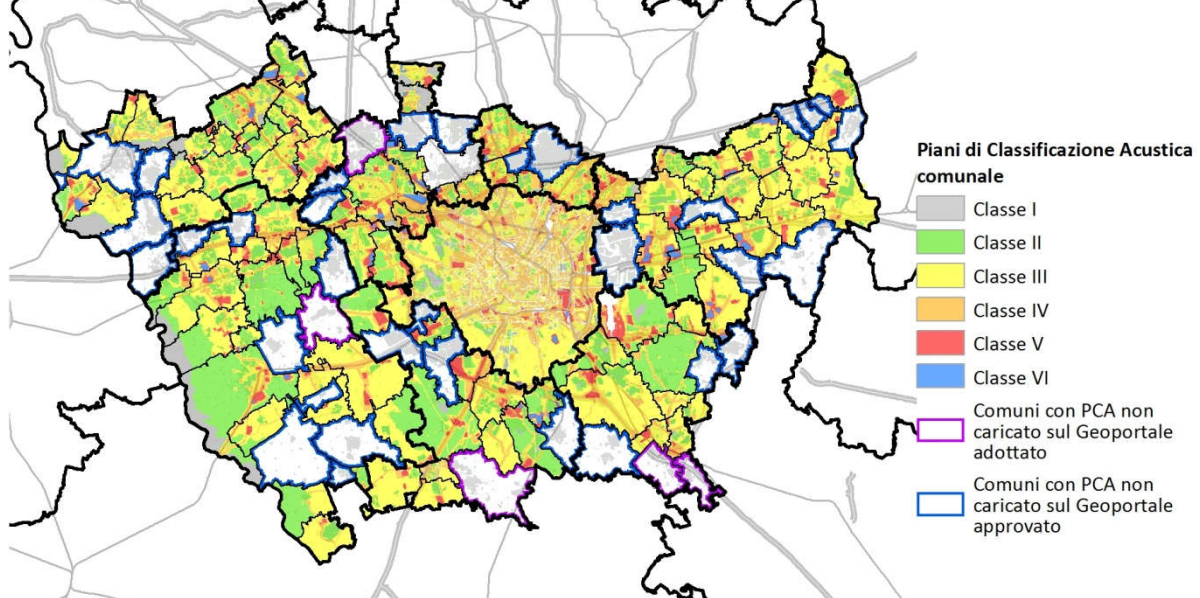 Piani di Classificazione Acustica
comunale
Classe I
Classe II
Classe III
Classe IV
Classe V
Classe VI
Comuni con PCA non
caricato sul Geoportale
adottato
Comuni con PCA non
caricato sul Geoportale
approvato